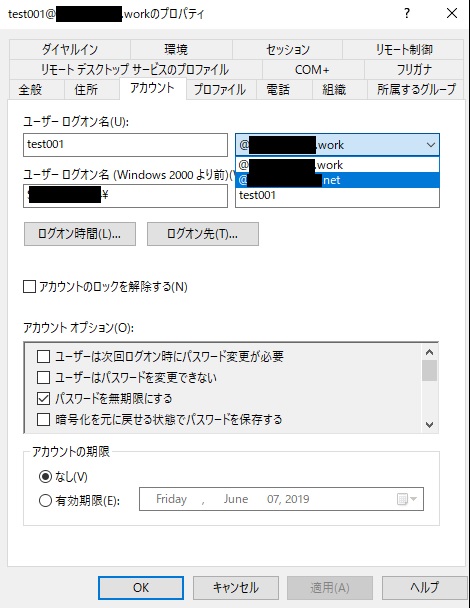 test001@ .workのプロパティ
ダイヤルイン 環境 セッション リモート制御
リモート デスクトップ サービスのプロファイル COM+ フリガナ
全般 住所 アカウント プロファイル 電話 組織 所属するグループ
ユーザー ログオン名(U):
test001 @ .work
@ .work
@ net
ユーザー ログオン名 (Windows 2000 より前)(
\ test001
ログオン時間(L)... ログオン先(T)...
アカウントのロックを解除する(N)
アカウント オプション(O):
ユーザーは次回ログオン時にパスワード変更が必要
ユーザーはパスワードを変更できない
パスワードを無期限にする
暗号化を元に戻せる状態でパスワードを保存する
アカウントの期限
なし(V)
有効期限(E): Friday , June 07, 2019
OK キャンセル 適用(A) ヘルプ